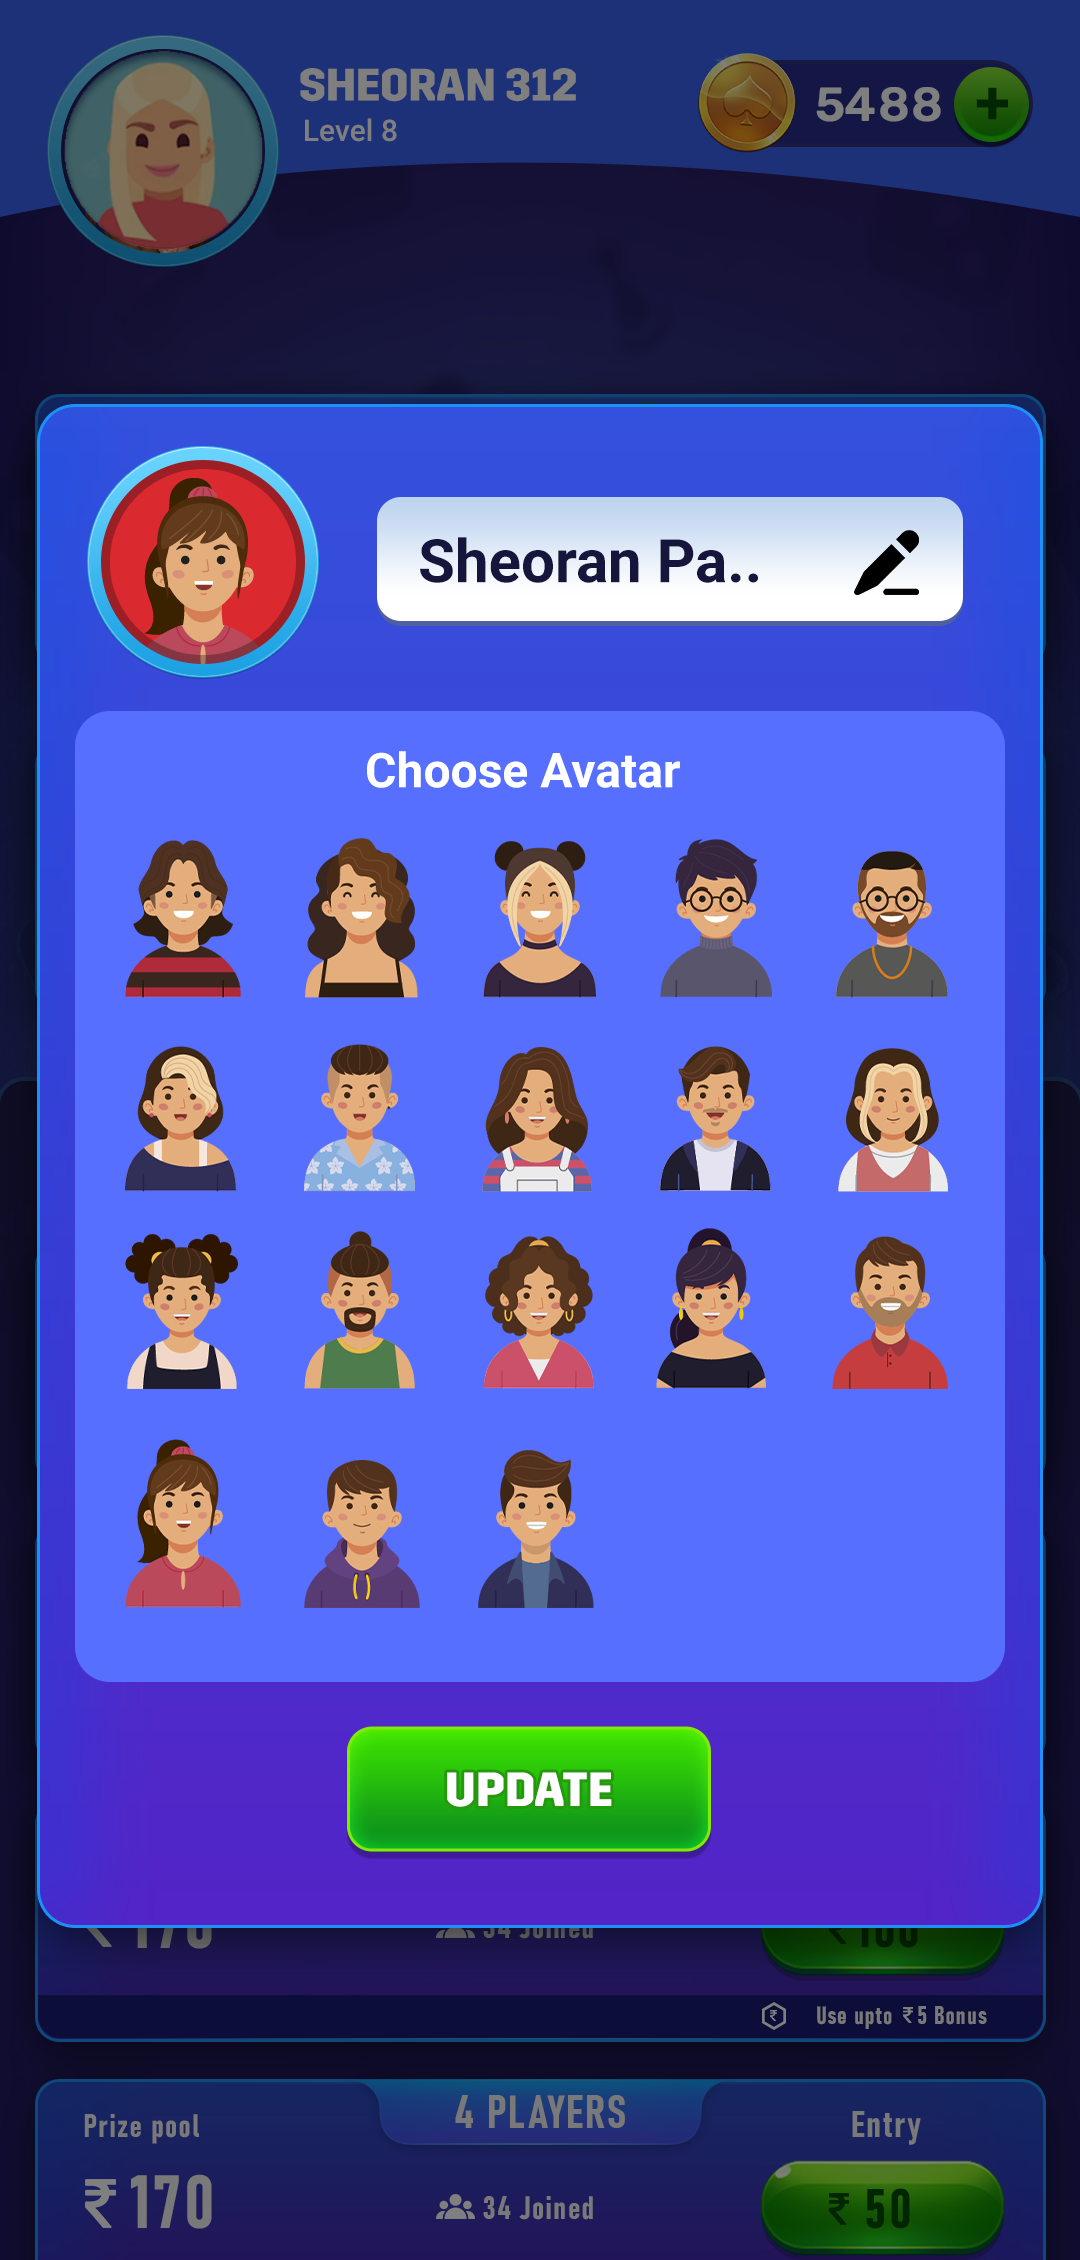 SHEORAN 312
Level 8
5488
Sheoran Pa..
Choose Avatar
UPDATE
₹ 170
34 Joined
₹ 100
Use upto ₹5 Bonus
4 PLAYERS
Prize pool
Entry
₹ 170
34 Joined
₹ 50